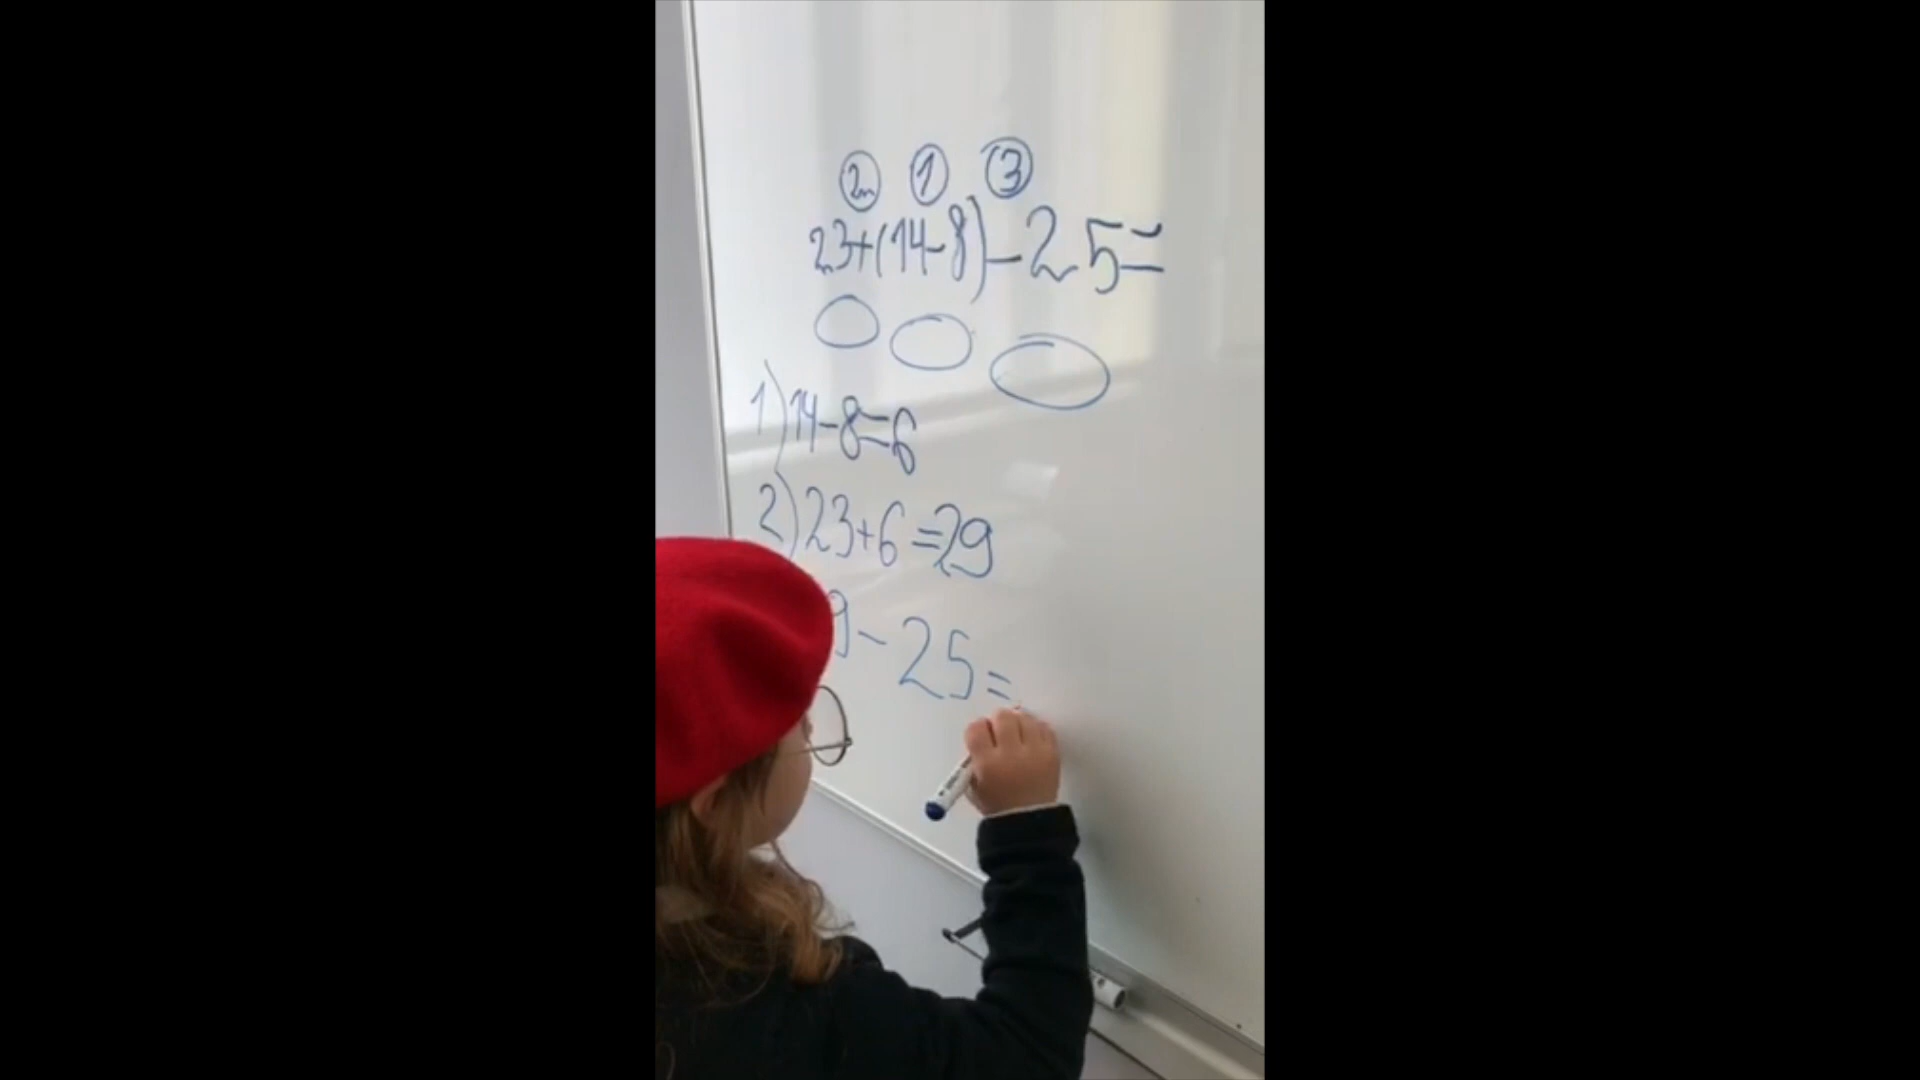 2 1 3
23+(14-8)-25=
1) 14-8=6
2) 23+6=29
9-25=